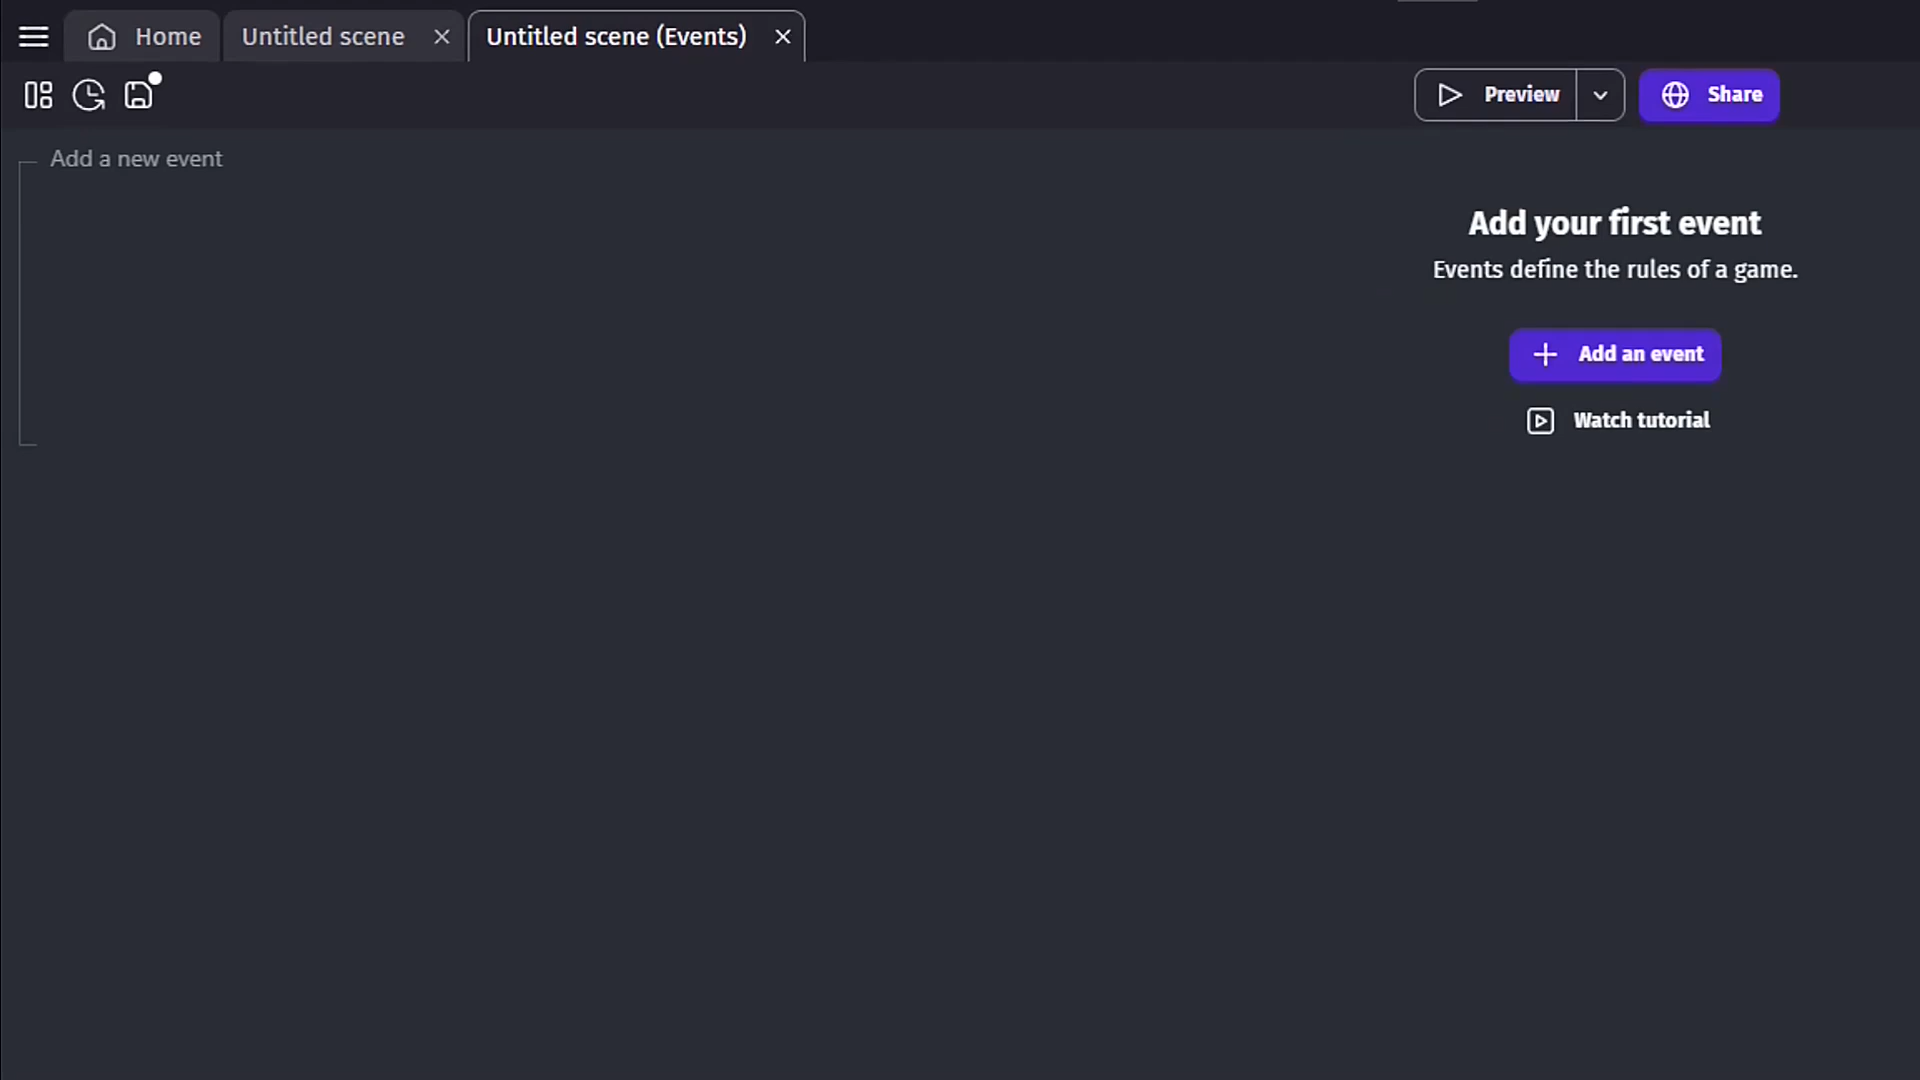 Home
Untitled scene
Untitled scene (Events)
Preview
Share
Add a new event
Add your first event
Events define the rules of a game.
Add an event
Watch tutorial